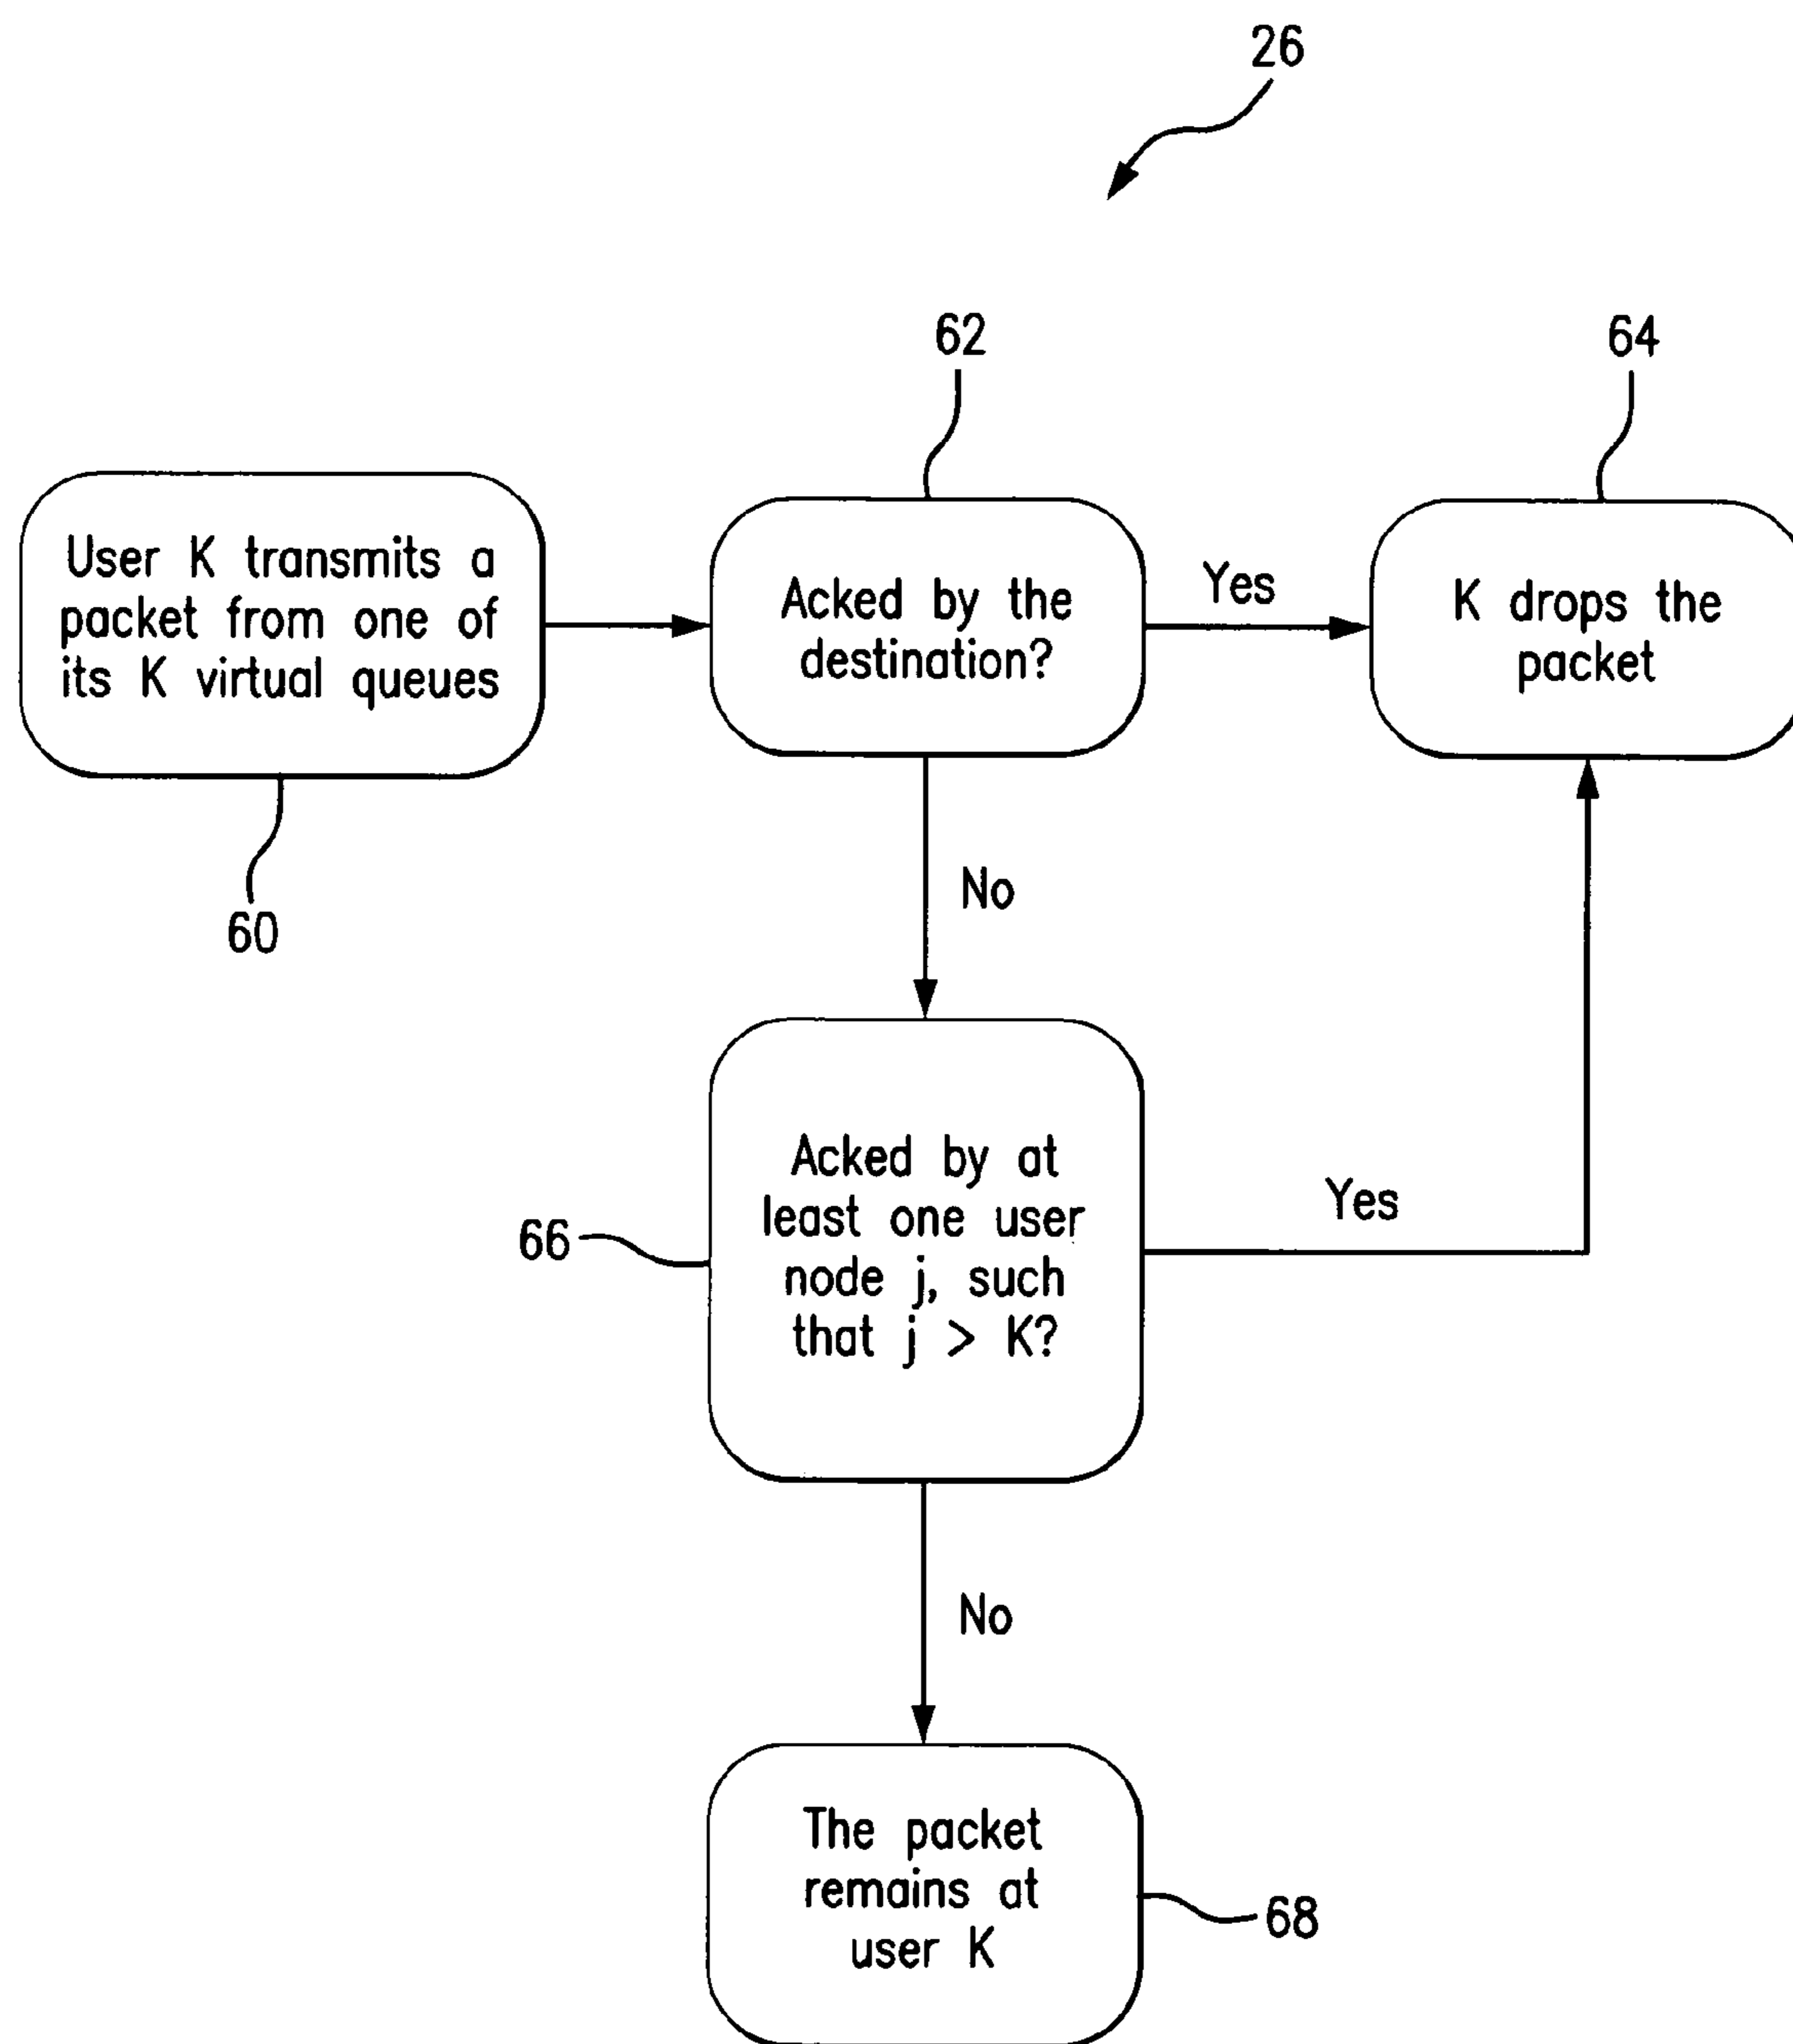 26
62
64
User K transmits a
packet from one of
its K virtual queues
Acked by the
destination?
Yes
K drops the
packet
60
No
66
Acked by at
least one user
node j, such
that j > K?
Yes
No
The packet
remains at
user K
68